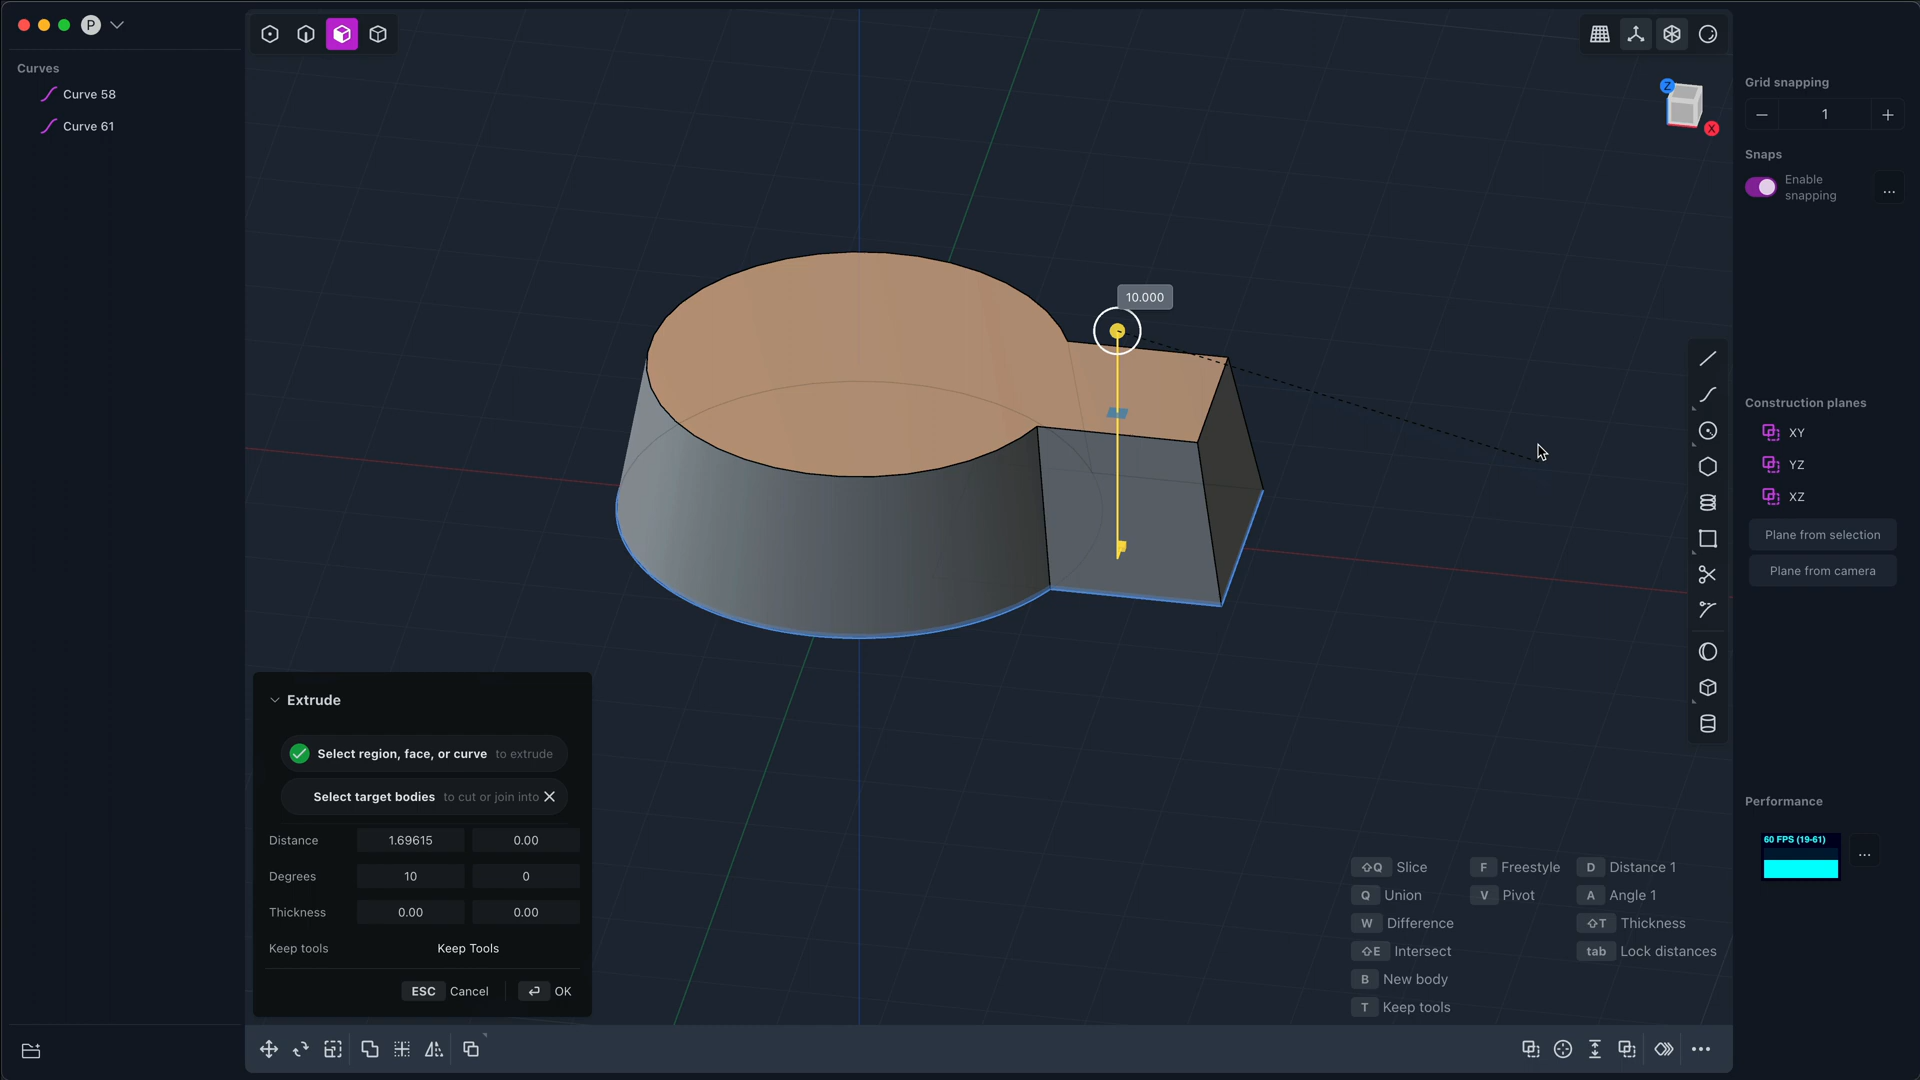 P
Curves
Curve 58
Curve 61
Z
X
Grid snapping
1
Snaps
Enable
snapping
10.000
Construction planes
XY
YZ
XZ
Plane from selection
Plane from camera
Extrude
Select region, face, or curve to extrude
Select target bodies to cut or join into
Distance 1.69615 0.00
Degrees 10 0
Thickness 0.00 0.00
Keep tools Keep Tools
ESC Cancel OK
Performance
60 FPS (19-61)
⇧Q Slice F Freestyle D Distance 1
Q Union V Pivot A Angle 1
W Difference ⇧T Thickness
⇧E Intersect tab Lock distances
B New body
T Keep tools